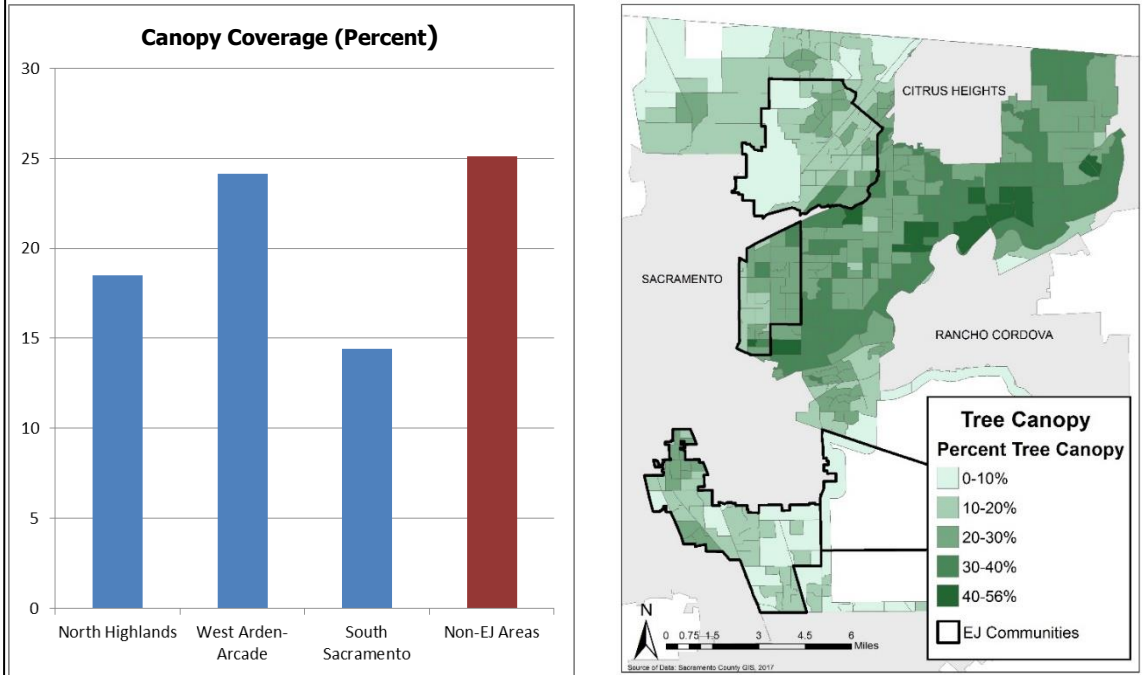 Canopy Coverage (Percent)
30
25
20
15
10
5
0
North Highlands
West Arden-
Arcade
South
Sacramento
Non-EJ Areas
CITRUS HEIGHTS
SACRAMENTO
RANCHO CORDOVA
Tree Canopy
Percent Tree Canopy
0-10%
10-20%
20-30%
30-40%
40-56%
EJ Communities
N
0 0.75 1.5 3 4.5 6
Miles
Source of Data: Sacramento County GIS, 2017